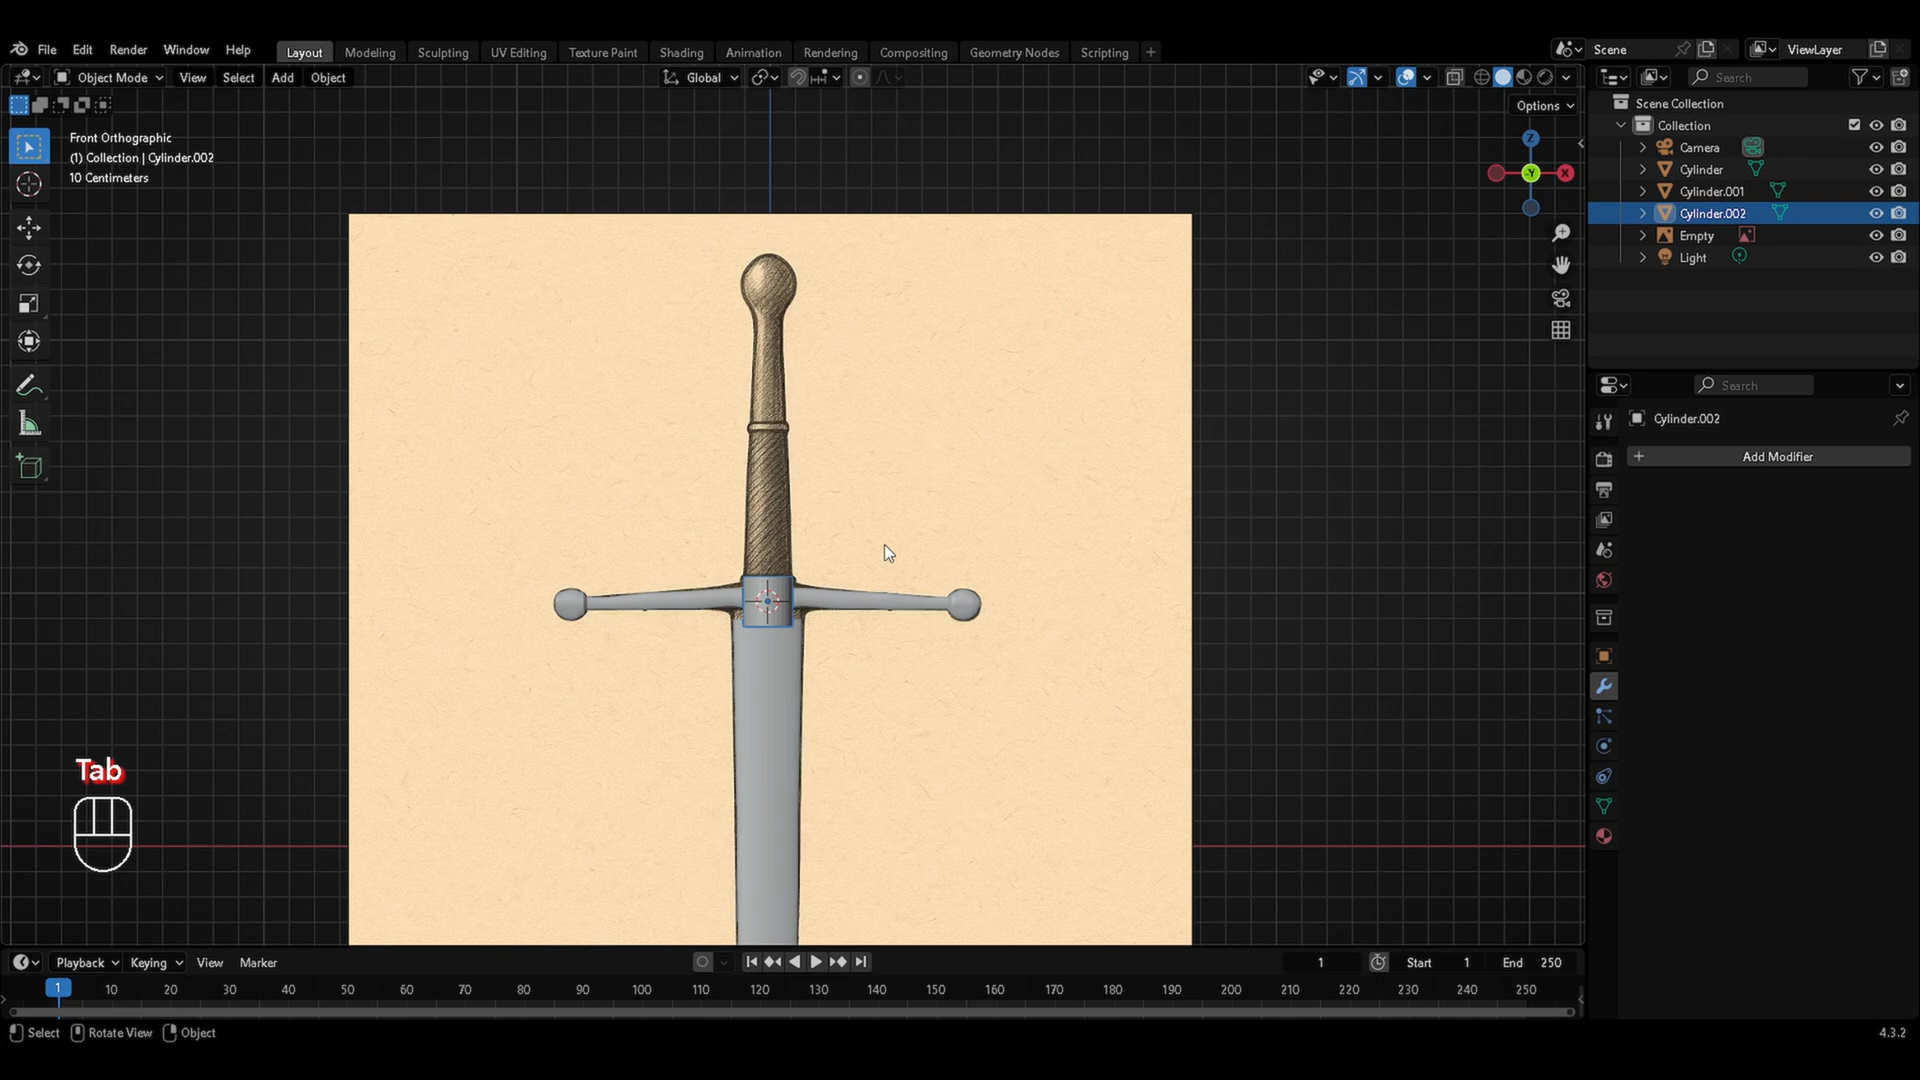 File Edit Render Window Help Layout Modeling Sculpting UV Editing Texture Paint Shading Animation Rendering Compositing Geometry Nodes Scripting + Scene ViewLayer
Object Mode View Select Add Object Global Search
Options
Front Orthographic
(1) Collection | Cylinder.002
10 Centimeters
Z
-Y
X
Scene Collection
Collection
Camera
Cylinder
Cylinder.001
Cylinder.002
Empty
Light
Search
Cylinder.002
+ Add Modifier
Tab
Playback Keying View Marker 1 Start 1 End 250
1 10 20 30 40 50 60 70 80 90 100 110 120 130 140 150 160 170 180 190 200 210 220 230 240 250
Select Rotate View Object 4.3.2